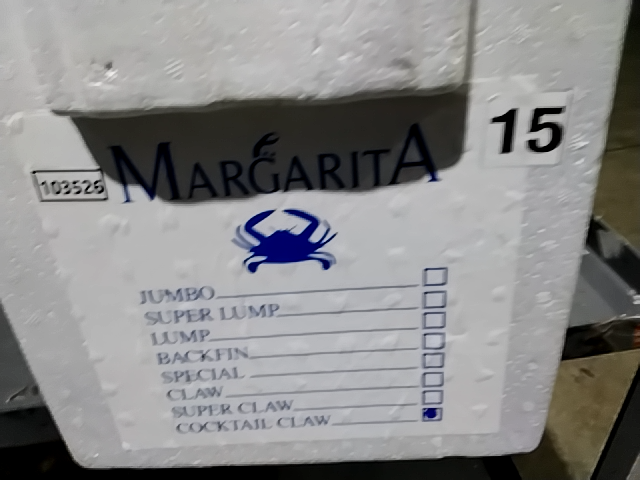 MARGARITA
15
103526
JUMBO
SUPER LUMP
LUMP
BACKFIN
SPECIAL
CLAW
SUPER CLAW
COCKTAIL CLAW